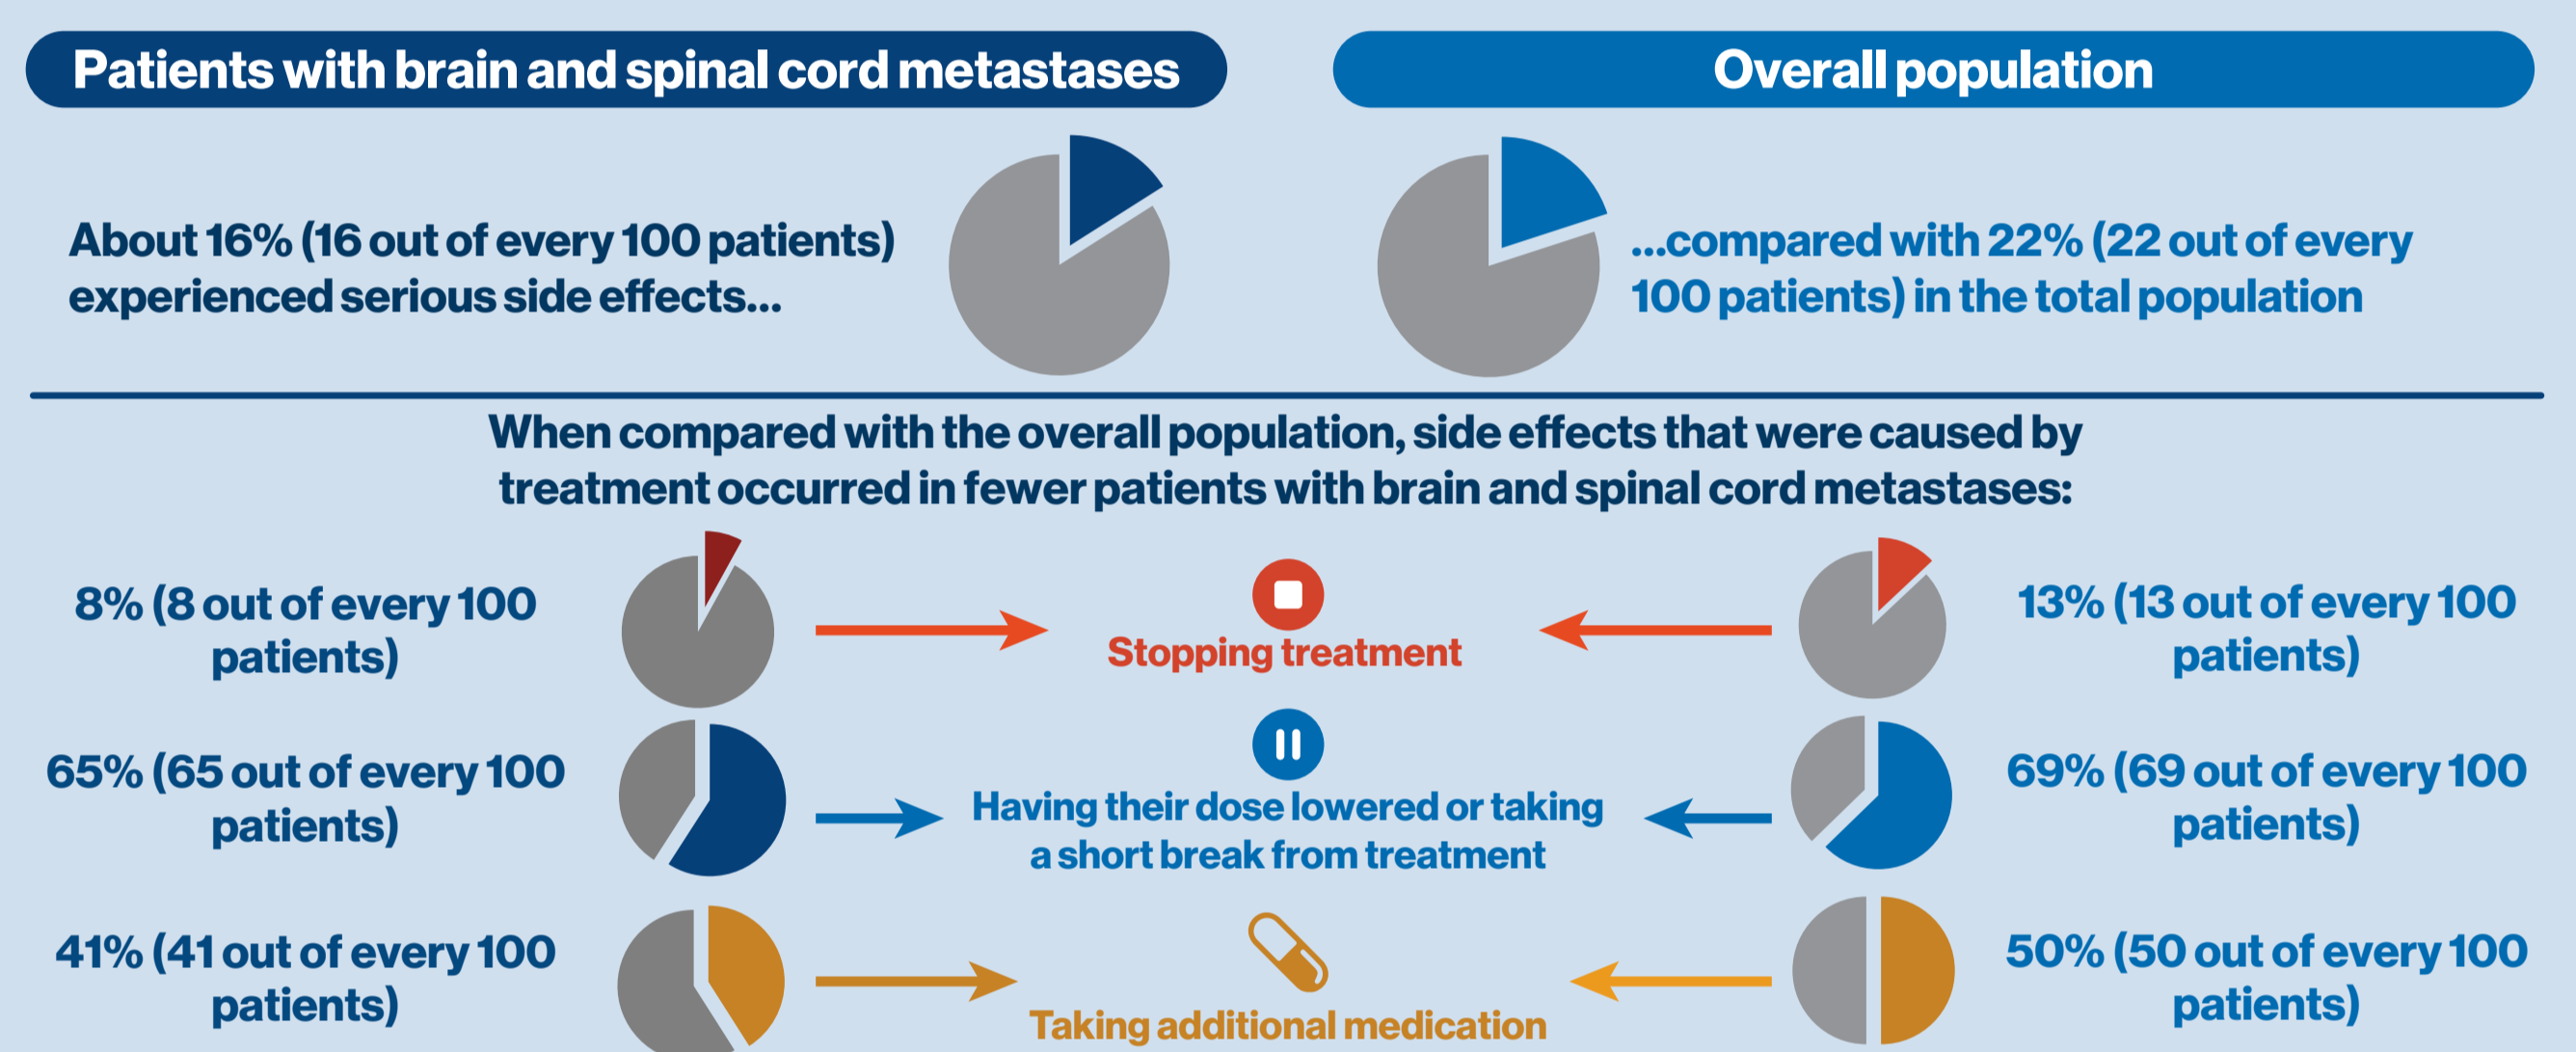 Patients with brain and spinal cord metastases
Overall population
About 16% (16 out of every 100 patients)
experienced serious side effects...
...compared with 22% (22 out of every
100 patients) in the total population
When compared with the overall population, side effects that were caused by
treatment occurred in fewer patients with brain and spinal cord metastases:
8% (8 out of every 100
patients)
Stopping treatment
13% (13 out of every 100
patients)
65% (65 out of every 100
patients)
Having their dose lowered or taking
a short break from treatment
69% (69 out of every 100
patients)
41% (41 out of every 100
patients)
Taking additional medication
50% (50 out of every 100
patients)